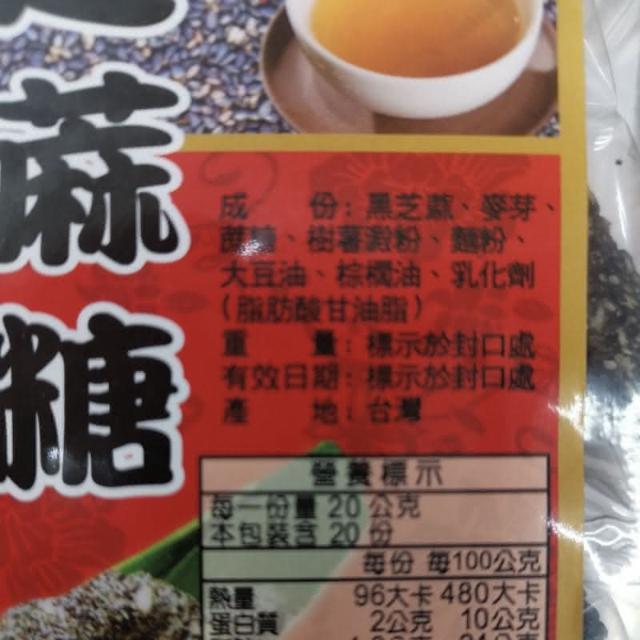 芝
蔴
糖
成 份:黑芝蔴、麥芽、
蔗糖、樹薯澱粉、麵粉、
大豆油、棕櫚油、乳化劑
(脂肪酸甘油脂)
重 量:標示於封口處
有效日期:標示於封口處
產 地:台灣
營養標示
每一份量 20 公克
本包裝含 20 份
每份 每100公克
熱量 96大卡 480大卡
蛋白質 2公克 10公克